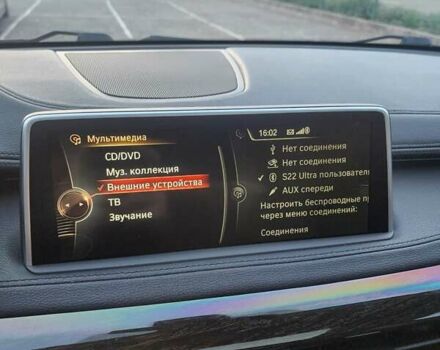 Мультимедиа
CD/DVD
Муз. коллекция
Внешние устройства
ТВ
Звучание
16:02
Нет соединения
Нет соединения
S22 Ultra пользовател
AUX спереди
Настроить беспроводные пр
через меню соединений:
Соединения